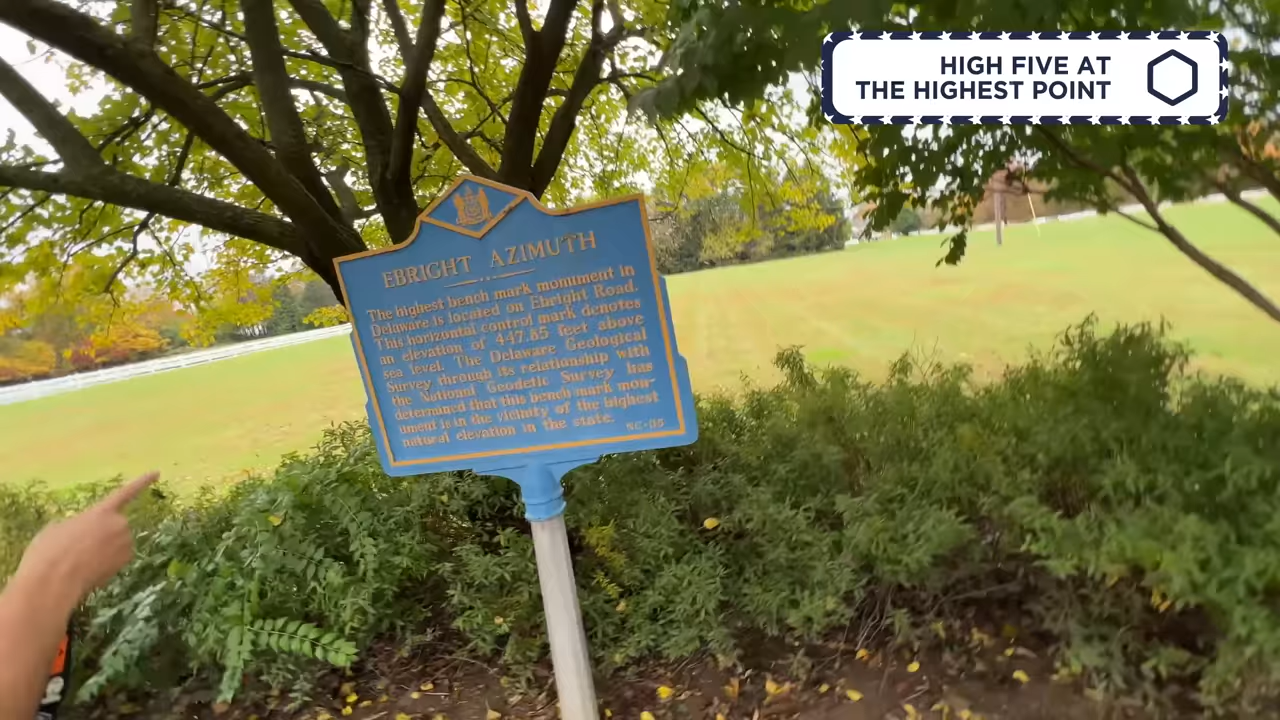 HIGH FIVE AT
THE HIGHEST POINT
EBRIGHT AZIMUTH
The highest bench mark monument in
Delaware is located on Ebright Road.
This horizontal control mark denotes
an elevation of 447.85 feet above
sea level. The Delaware Geological
Survey through its relationship with
the National Geodetic Survey has
determined that this bench mark mon-
ument is in the vicinity of the highest
natural elevation in the state.
NC-95